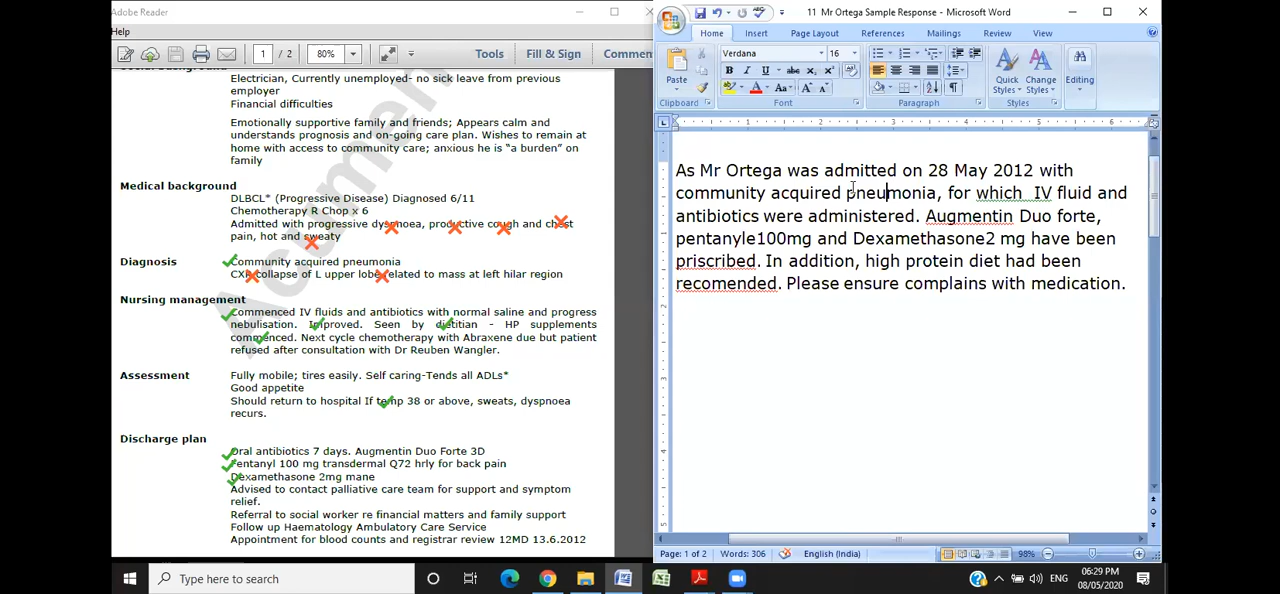 Adobe Reader
11 Mr Ortega Sample Response - Microsoft Word
Help
Home Insert Page Layout References Mailings Review View
1 / 2 80% Tools Fill & Sign
Verdana 16
Paste
Quick Styles Change Styles Editing
Clipboard Font Paragraph Styles
Electrician, Currently unemployed- on sick leave from previous
employer
Financial difficulties
Emotionally supportive family and friends; Appears calm and
understands prognosis and on-going care plan. Wishes to remain at
home with access to community care; anxious he is "a burden" on
family
Medical background
DLBCL* (Progressive Disease) Diagnosed 6/11
Chemotherapy R Chop x 6
Admitted with progressive dyspnoea, productive cough and chest
pain, hot and sweaty
Diagnosis Community acquired pneumonia
CXR collapse of L upper lobe related to mass at left hilar region
Nursing management
Commenced IV fluids and antibiotics with normal saline and progress
nebulisation. Improved. Seen by dietitian - HP supplements
commenced. Next cycle chemotherapy with Abraxene due but patient
refused after consultation with Dr Reuben Wangler.
Assessment Fully mobile; tires easily. Self caring-Tends all ADLs*
Good appetite
Should return to hospital If temp 38 or above, sweats, dyspnoea
recurs.
Discharge plan
Oral antibiotics 7 days. Augmentin Duo Forte 3D
Fentanyl 100 mg transdermal Q72 hrly for back pain
Dexamethasone 2mg mane
Advised to contact palliative care team for support and symptom
relief.
Referral to social worker re financial matters and family support
Follow up Haematology Ambulatory Care Service
Appointment for blood counts and registrar review 12MD 13.6.2012
As Mr Ortega was admitted on 28 May 2012 with
community acquired pneumonia, for which IV fluid and
antibiotics were administered. Augmentin Duo forte,
pentanyle100mg and Dexamethasone2 mg have been
priscribed. In addition, high protein diet had been
recomended. Please ensure complains with medication.
Page: 1 of 2 Words: 306 English (India) 98%
Type here to search
ENG
06:29 PM
08/05/2020